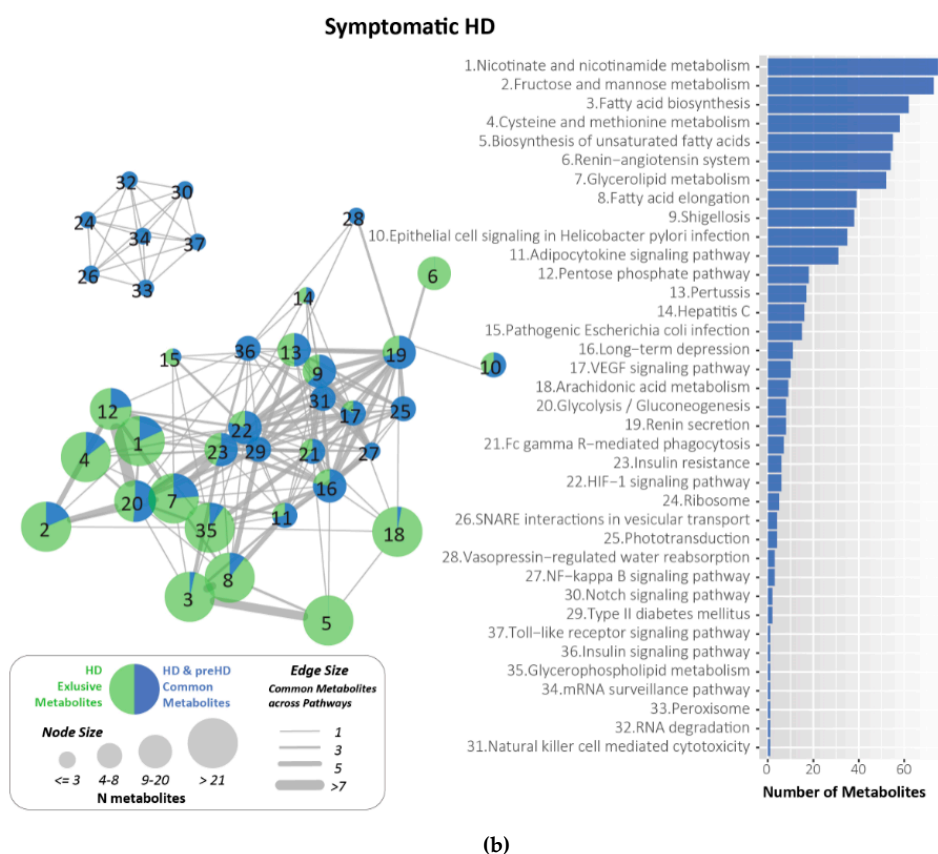 Symptomatic HD
1.Nicotinate and nicotinamide metabolism
2.Fructose and mannose metabolism
3.Fatty acid biosynthesis
4.Cysteine and methionine metabolism
5.Biosynthesis of unsaturated fatty acids
6.Renin−angiotensin system
7.Glycerolipid metabolism
8.Fatty acid elongation
9.Shigellosis
10.Epithelial cell signaling in Helicobacter pylori infection
11.Adipocytokine signaling pathway
12.Pentose phosphate pathway
13.Pertussis
14.Hepatitis C
15.Pathogenic Escherichia coli infection
16.Long−term depression
17.VEGF signaling pathway
18.Arachidonic acid metabolism
20.Glycolysis / Gluconeogenesis
19.Renin secretion
21.Fc gamma R−mediated phagocytosis
23.Insulin resistance
22.HIF−1 signaling pathway
24.Ribosome
26.SNARE interactions in vesicular transport
25.Phototransduction
28.Vasopressin−regulated water reabsorption
27.NF−kappa B signaling pathway
30.Notch signaling pathway
29.Type II diabetes mellitus
37.Toll−like receptor signaling pathway
36.Insulin signaling pathway
35.Glycerophospholipid metabolism
34.mRNA surveillance pathway
33.Peroxisome
32.RNA degradation
31.Natural killer cell mediated cytotoxicity
0 20 40 60
Number of Metabolites
32
30
24
34
37
26
33
28
6
14
19
10
15
36
13
9
31
17
25
12
1
22
23
29
21
27
4
16
20
7
2
35
11
18
8
3
5
HD
Exlusive
Metabolites
HD & preHD
Common
Metabolites
Node Size
<= 3 4-8 9-20 > 21
N metabolites
Edge Size
Common Metabolites
across Pathways
1
3
5
>7
(b)